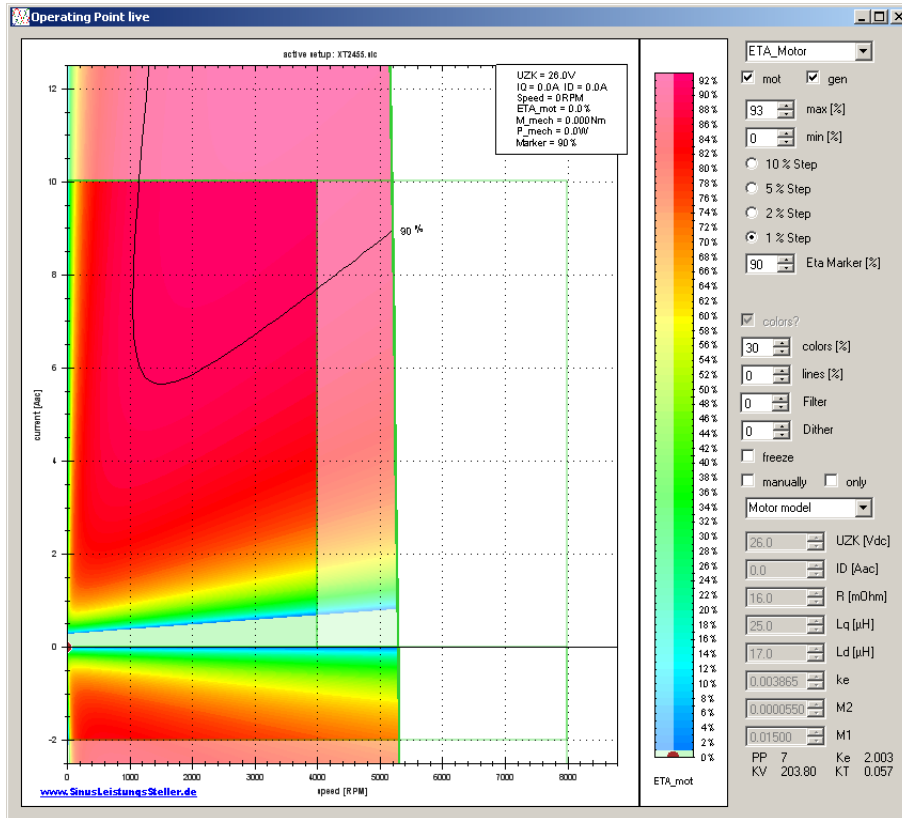 Operating Point live
active setup: XT2455.slc
UZK = 26.0V
IQ = 0.0A ID = 0.0A
Speed = 0RPM
ETA_mot = 0.0%
M_mech = 0.000Nm
P_mech = 0.0W
Marker = 90%
12
10
8
6
4
2
0
-2
current [Aac]
90 %
0 1000 2000 3000 4000 5000 6000 7000 8000
speed [RPM]
www.SinusLeistungsSteller.de
92%
90%
88%
86%
84%
82%
80%
78%
76%
74%
72%
70%
68%
66%
64%
62%
60%
58%
56%
54%
52%
50%
48%
46%
44%
42%
40%
38%
36%
34%
32%
30%
28%
26%
24%
22%
20%
18%
16%
14%
12%
10%
8%
6%
4%
2%
0%
ETA_mot
ETA_Motor
mot gen
93 max [%]
0 min [%]
10 % Step
5 % Step
2 % Step
1 % Step
90 Eta Marker [%]
colors?
30 colors [%]
0 lines [%]
0 Filter
0 Dither
freeze
manually only
Motor model
26.0 UZK [Vdc]
0.0 ID [Aac]
16.0 R [mOhm]
25.0 Lq [µH]
17.0 Ld [µH]
0.003865 ke
0.0000550 M2
0.01500 M1
PP 7 Ke 2.003
KV 203.80 KT 0.057